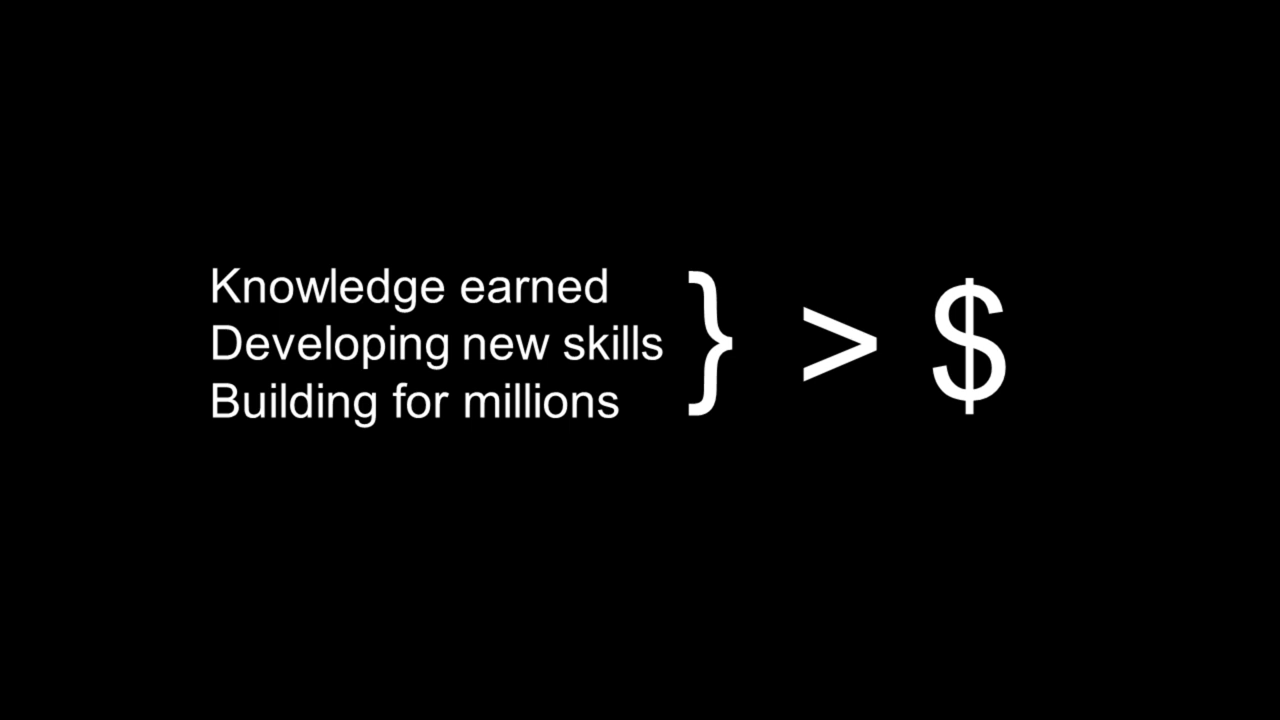 Knowledge earned
Developing new skills
Building for millions
} > $